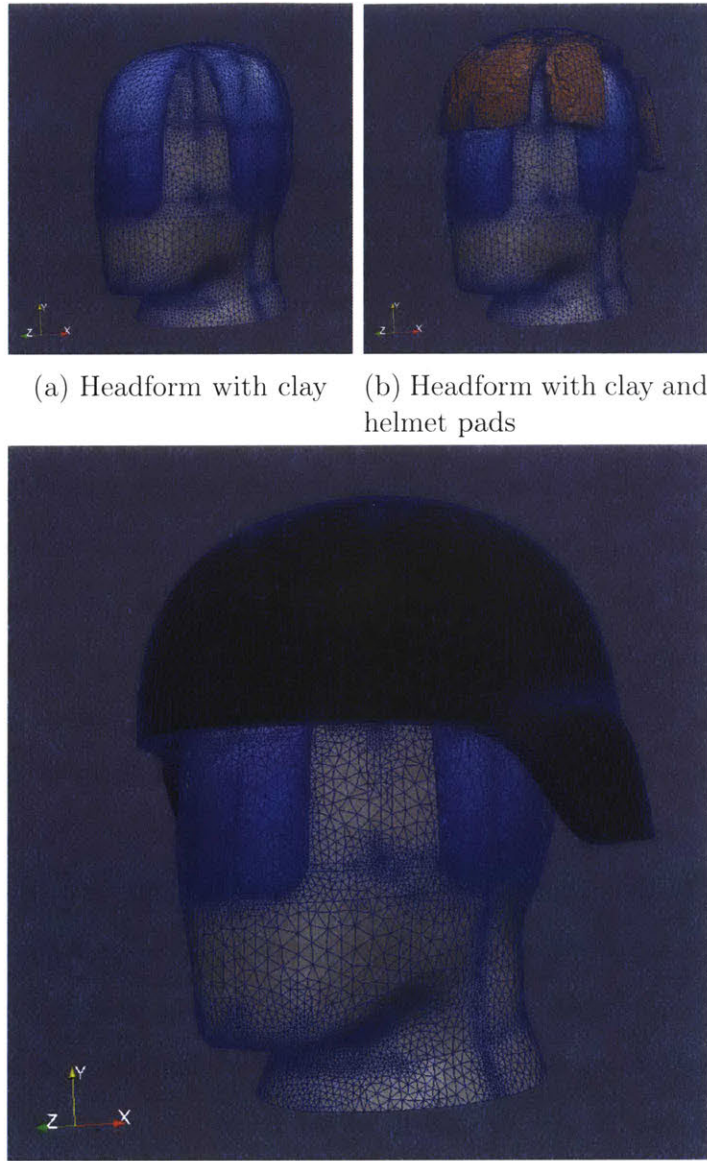 Y
Z
X
Y
Z
X
(a) Headform with clay
(b) Headform with clay and
helmet pads
Y
Z
X